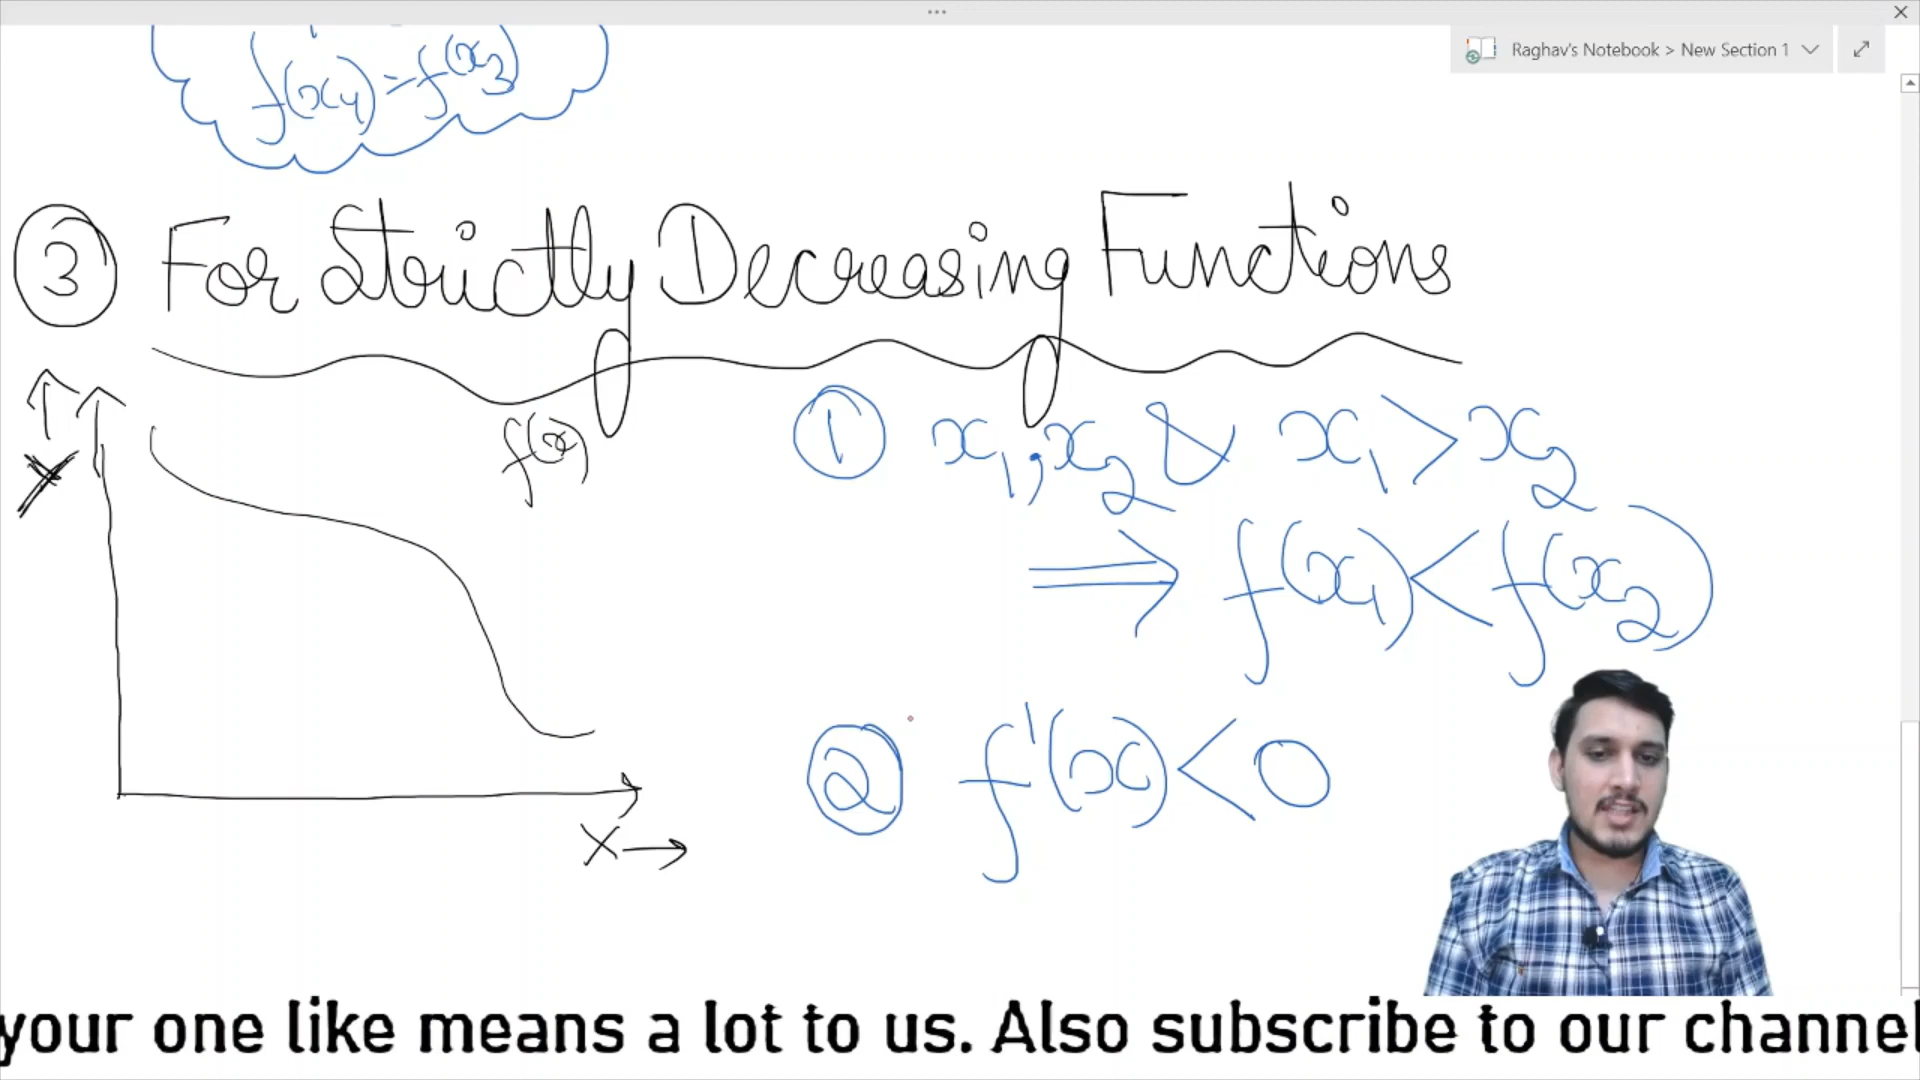 Raghav's Notebook > New Section 1
f(x4) = f(x3)
3 For Strictly Decreasing Functions
f(x)
Y
X →
1 x1, x2 & x1 > x2
⇒ f(x1) < f(x2)
2 f'(x) < 0
your one like means a lot to us. Also subscribe to our channel